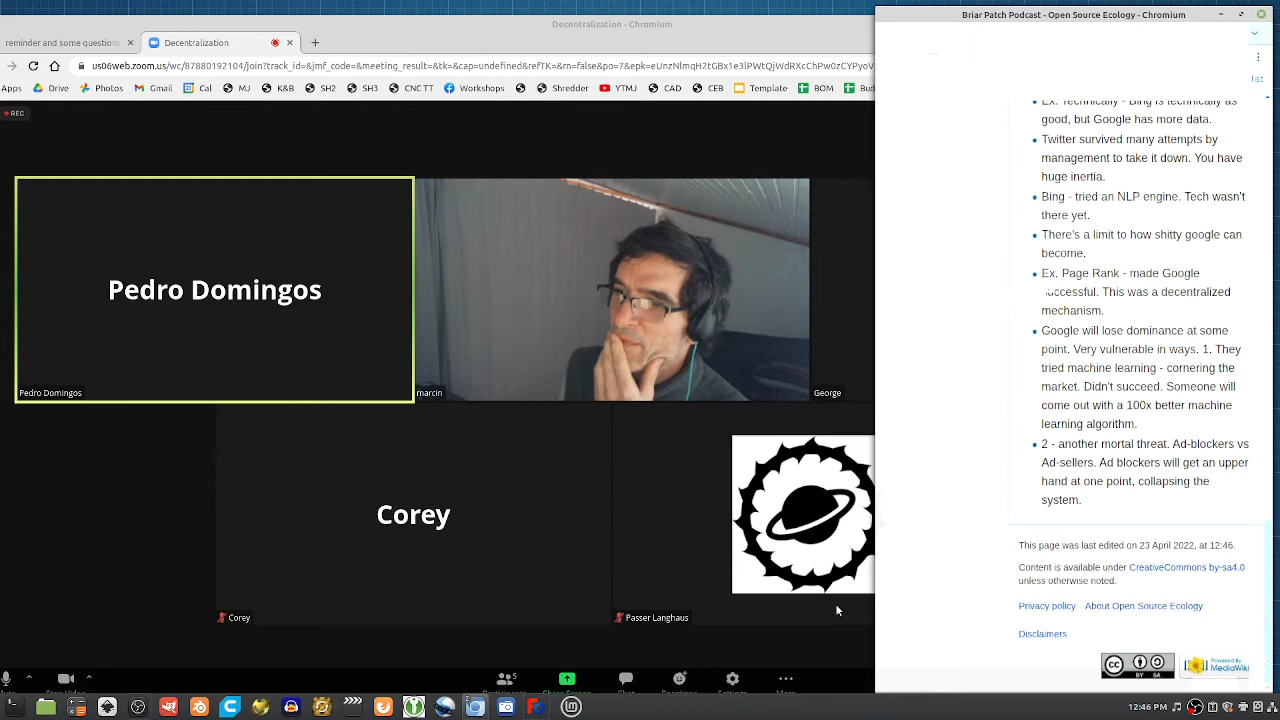 Decentralization - Chromium
Briar Patch Podcast - Open Source Ecology - Chromium
reminder and some questions
Decentralization
us06web.zoom.us/wc/87880192104/join?track_id=&jmf_code=&meeting_result=&tk=&cap=undefined&refTK=&rn=false&po=7&epk=eUnzNlmqH2tGBx1e3lPWtQjWdRXcChPw0zCYPyoV
Apps
Drive
Photos
Gmail
Cal
MJ
K&B
SH2
SH3
CNCTT
Workshops
Shredder
YTMJ
CAD
CEB
Template
BOM
Bud
list
REC
Pedro Domingos
Pedro Domingos
marcin
George
Corey
Corey
Passer Langhaus
Ex. Technically - Bing is technically as
good, but Google has more data.
Twitter survived many attempts by
management to take it down. You have
huge inertia.
Bing - tried an NLP engine. Tech wasn't
there yet.
There's a limit to how shitty google can
become.
Ex. Page Rank - made Google
successful. This was a decentralized
mechanism.
Google will lose dominance at some
point. Very vulnerable in ways. 1. They
tried machine learning - cornering the
market. Didn't succeed. Someone will
come out with a 100x better machine
learning algorithm.
2 - another mortal threat. Ad-blockers vs
Ad-sellers. Ad blockers will get an upper
hand at one point, collapsing the
system.
This page was last edited on 23 April 2022, at 12:46.
Content is available under CreativeCommons by-sa4.0
unless otherwise noted.
Privacy policy About Open Source Ecology
Disclaimers
cc BY SA
Powered By
MediaWiki
12:46 PM